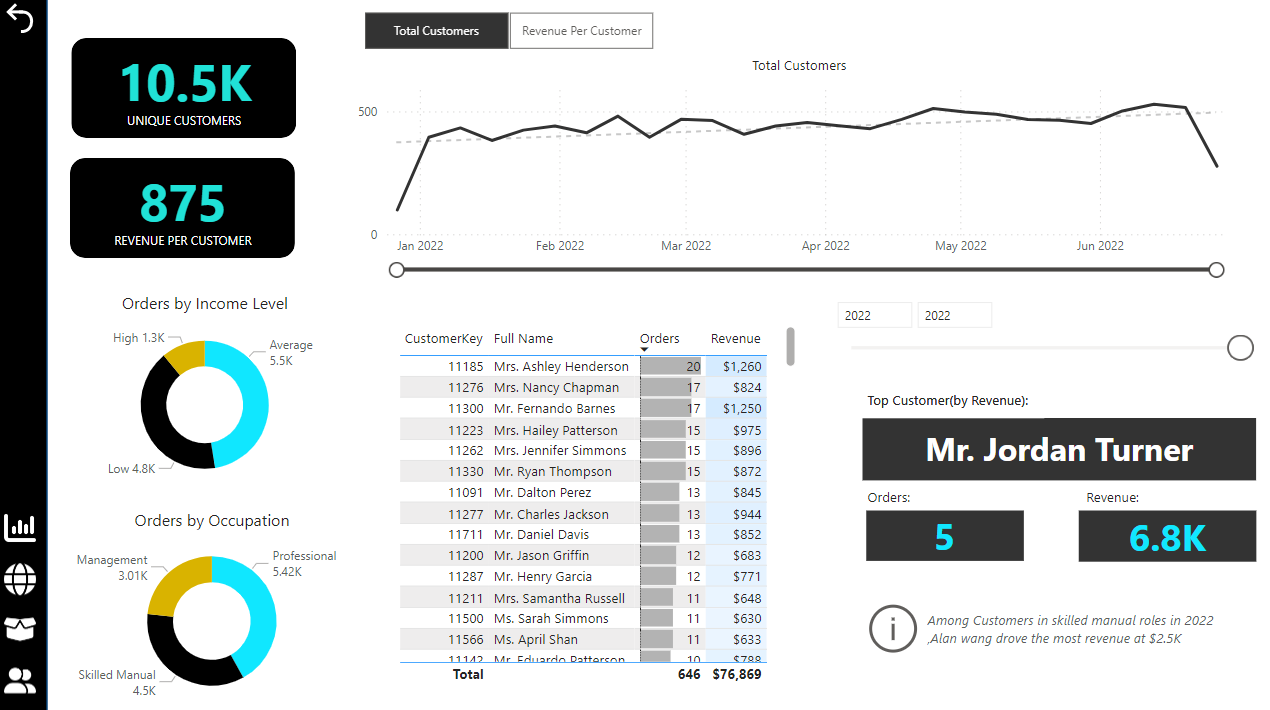 Total Customers
Revenue Per Customer
10.5K
UNIQUE CUSTOMERS
875
REVENUE PER CUSTOMER
Total Customers
500
0
Jan 2022
Feb 2022
Mar 2022
Apr 2022
May 2022
Jun 2022
Orders by Income Level
High 1.3K
Average
5.5K
Low 4.8K
Orders by Occupation
Management
3.01K
Professional
5.42K
Skilled Manual
4.5K
CustomerKey Full Name Orders Revenue
11185 Mrs. Ashley Henderson 20 $1,260
11276 Mrs. Nancy Chapman 17 $824
11300 Mr. Fernando Barnes 17 $1,250
11223 Mrs. Hailey Patterson 15 $975
11262 Mrs. Jennifer Simmons 15 $896
11330 Mr. Ryan Thompson 15 $872
11091 Mr. Dalton Perez 13 $845
11277 Mr. Charles Jackson 13 $944
11711 Mr. Daniel Davis 13 $852
11200 Mr. Jason Griffin 12 $683
11287 Mr. Henry Garcia 12 $771
11211 Mrs. Samantha Russell 11 $648
11500 Ms. Sarah Simmons 11 $630
11566 Ms. April Shan 11 $633
11142 Mr. Eduardo Patterson 10 $788
Total 646 $76,869
2022
2022
Top Customer(by Revenue):
Mr. Jordan Turner
Orders:
5
Revenue:
6.8K
i
Among Customers in skilled manual roles in 2022
,Alan wang drove the most revenue at $2.5K